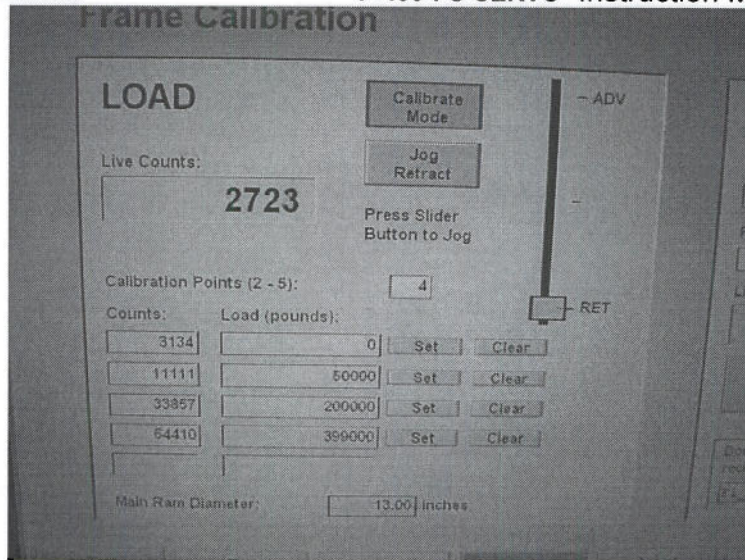 Instruction
Frame Calibration
LOAD
Calibrate
Mode
- ADV
Live Counts:
Jog
Retract
2723
Press Slider
Button to Jog
Calibration Points (2 - 5):
4
- RET
Counts:
Load (pounds):
3134 0 Set Clear
11111 50000 Set Clear
33857 200000 Set Clear
64410 399000 Set Clear
Main Ram Diameter: 13.00 inches